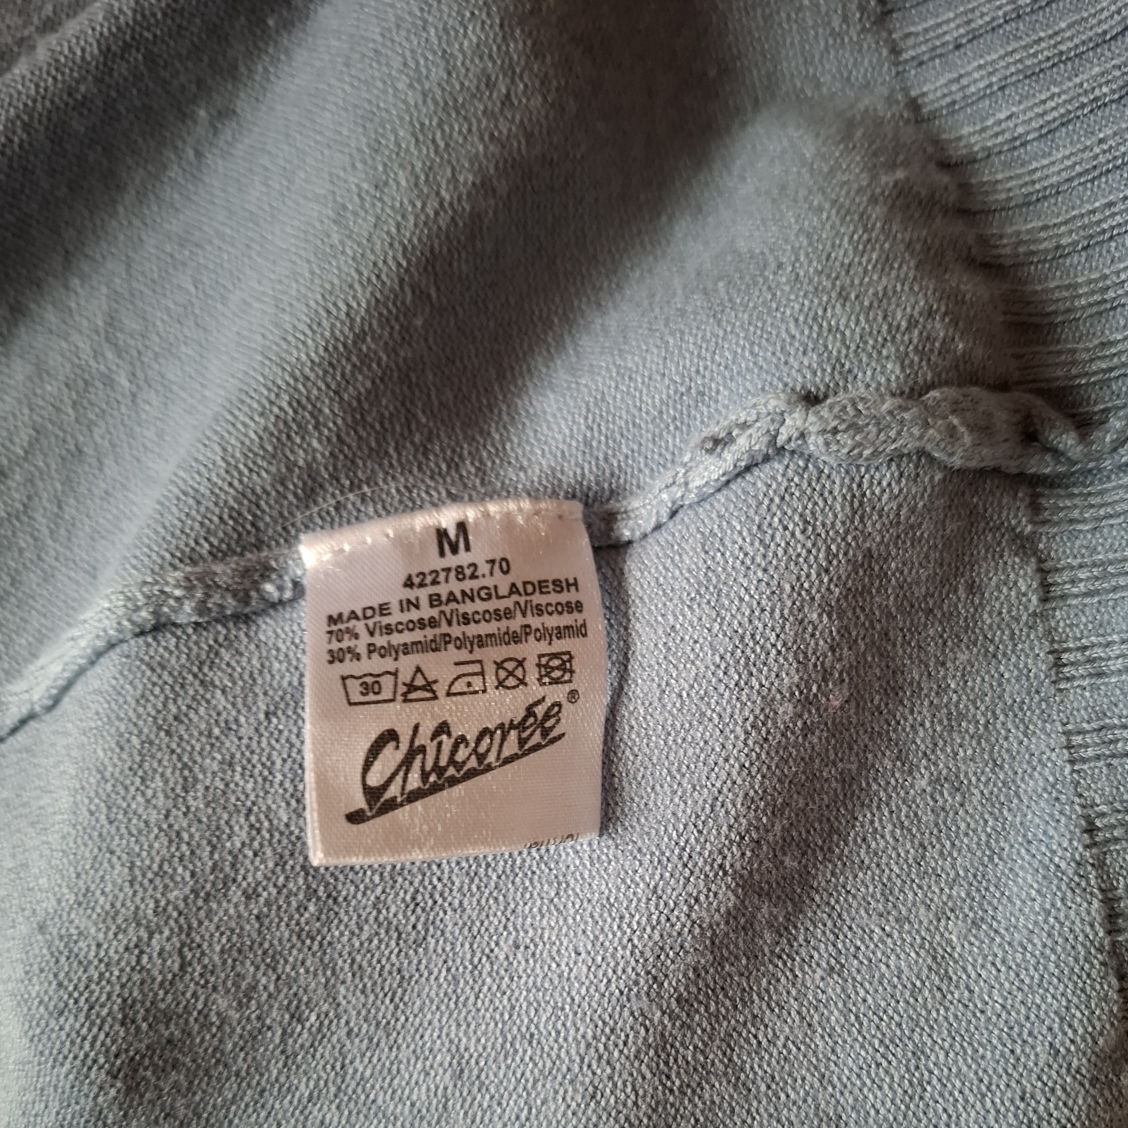 M
422782.70
MADE IN BANGLADESH
70% Viscose/Viscose/Viscose
30% Polyamid/Polyamide/Polyamid
30
Chicorée®